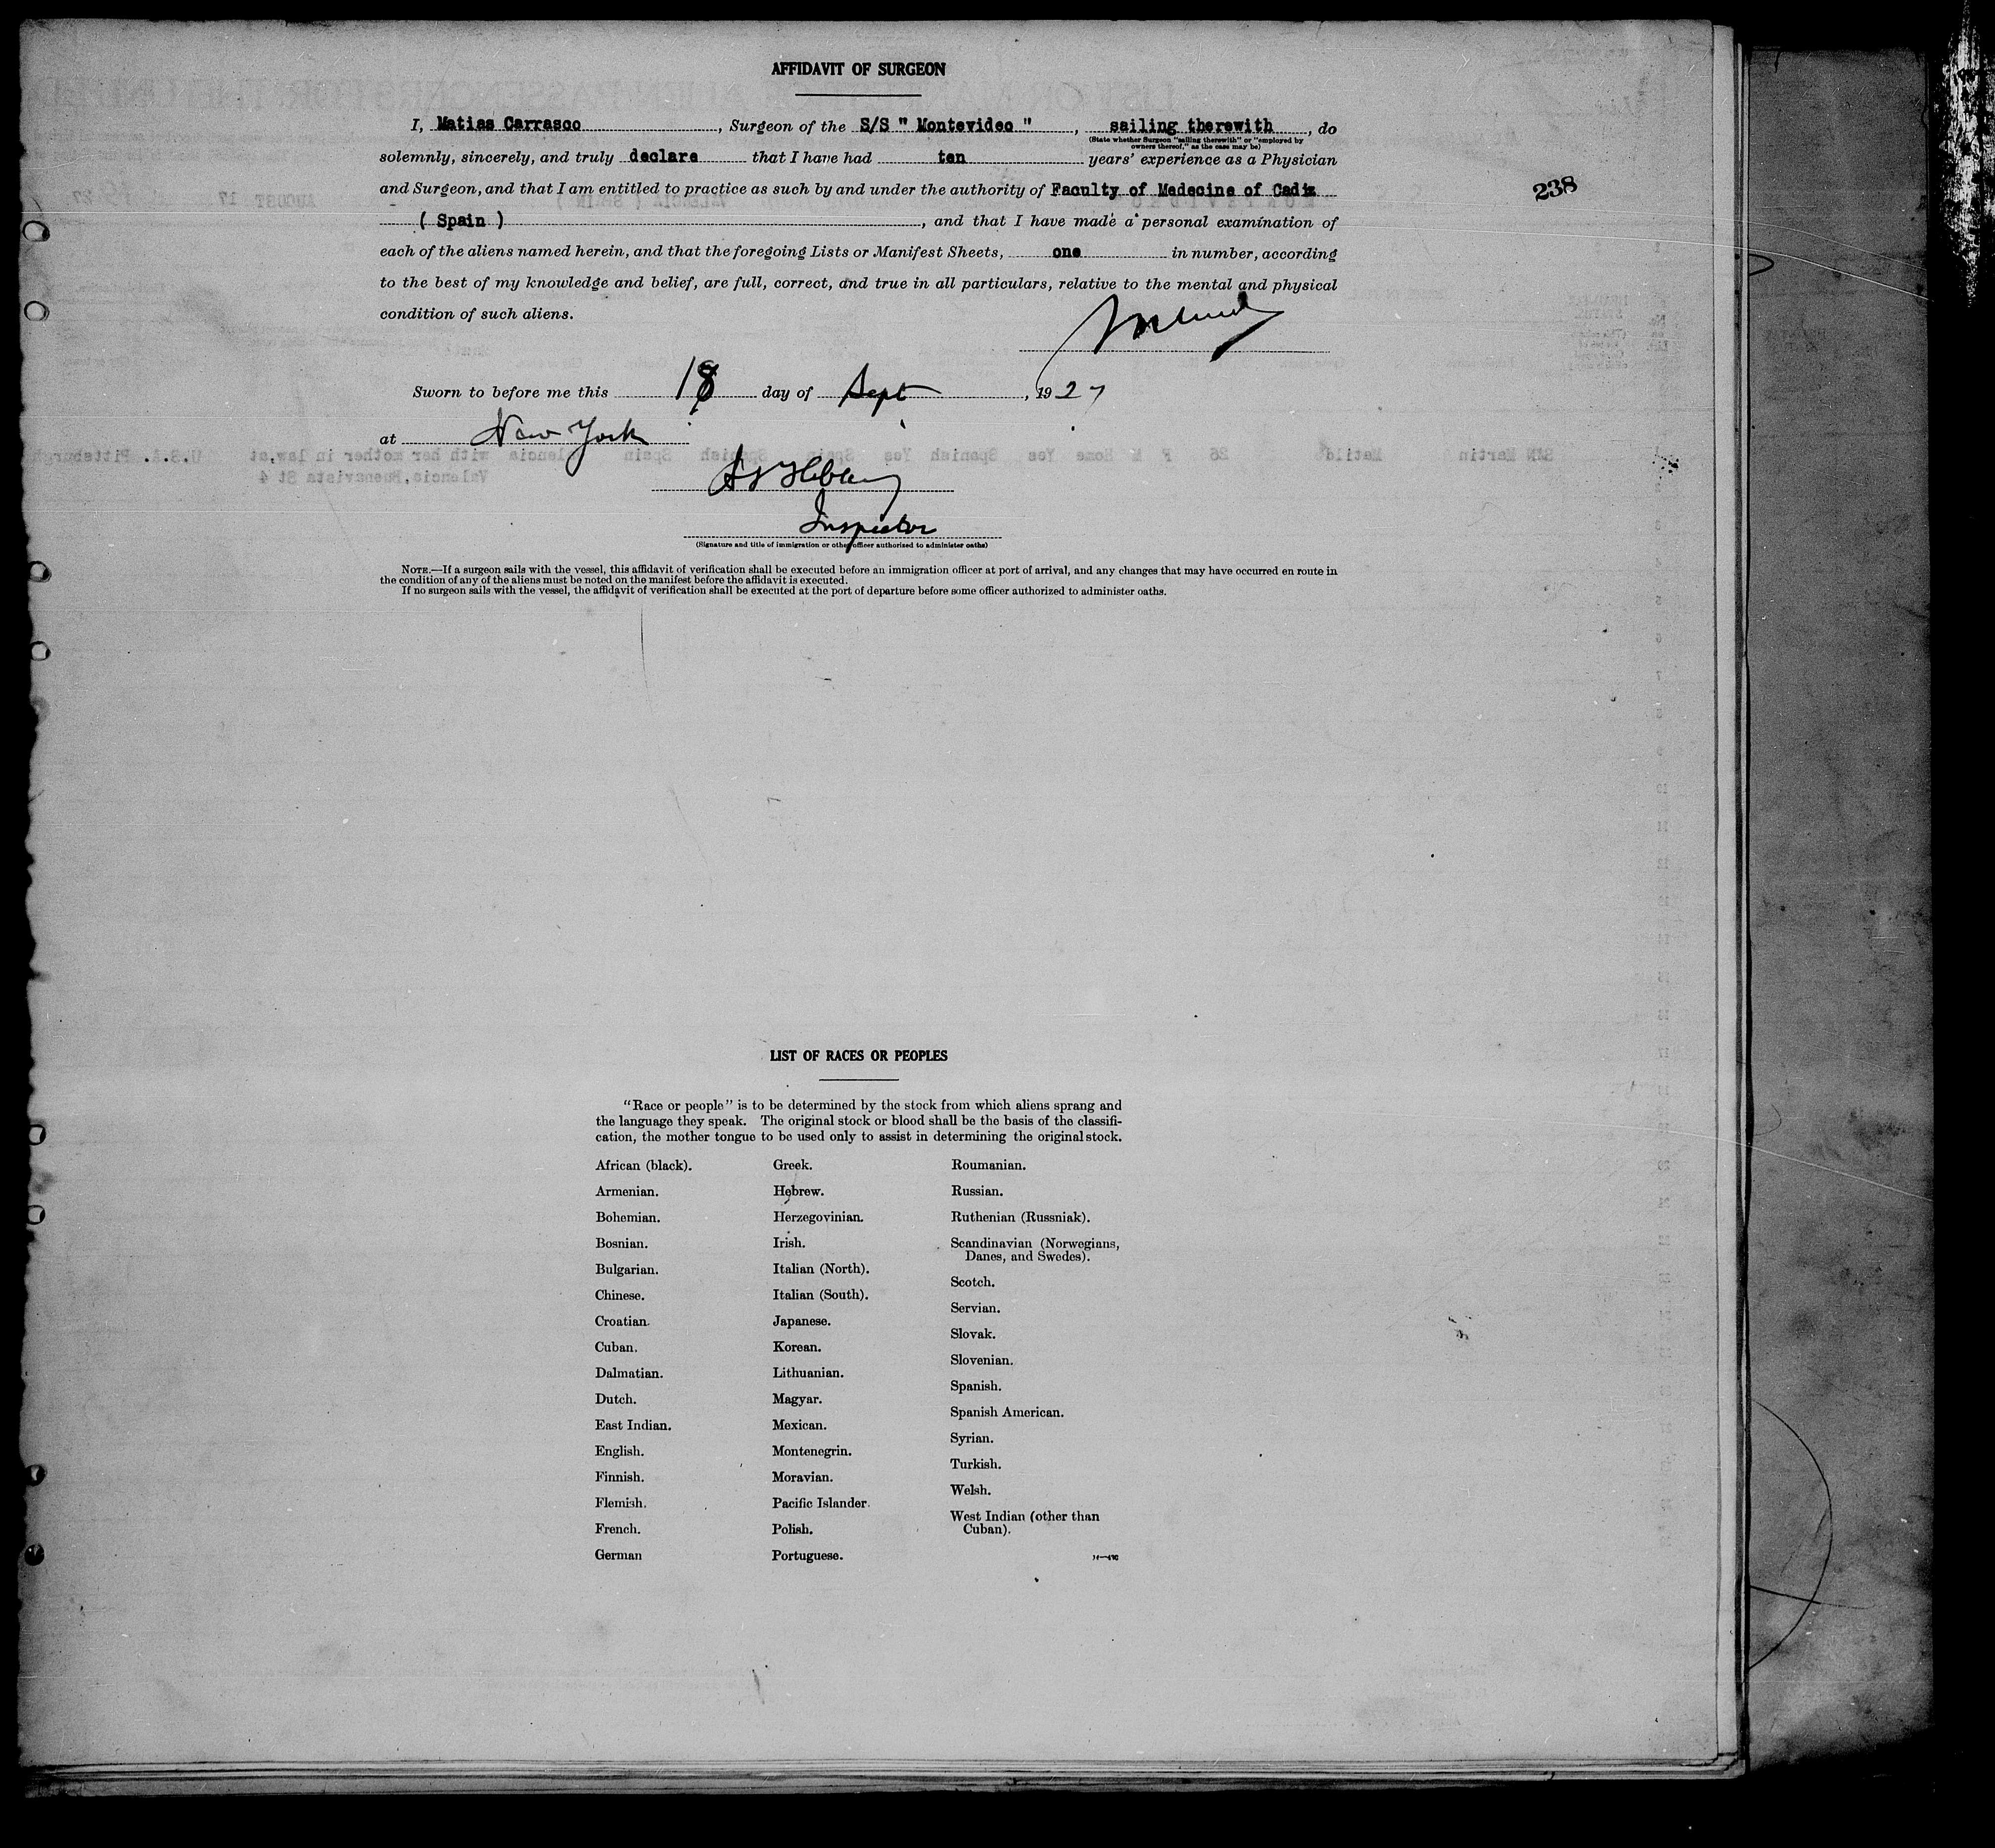 AFFIDAVIT OF SURGEON
I, Matias Carrasco, Surgeon of the S/S " Montevideo ", sailing therewith, do
(State whether Surgeon "sailing therewith" or "employed by
owners thereof," as the case may be)
solemnly, sincerely, and truly declare that I have had ten years' experience as a Physician
and Surgeon, and that I am entitled to practice as such by and under the authority of Faculty of Medecine of Cadiz
238
( Spain ), and that I have made a personal examination of
each of the aliens named herein, and that the foregoing Lists or Manifest Sheets, one in number, according
to the best of my knowledge and belief, are full, correct, and true in all particulars, relative to the mental and physical
condition of such aliens.
Sworn to before me this 18 day of Sept, 1927
at New York
Inspector
(Signature and title of immigration or other officer authorized to administer oaths)
NOTE.—If a surgeon sails with the vessel, this affidavit of verification shall be executed before an immigration officer at port of arrival, and any changes that may have occurred en route in
the condition of any of the aliens must be noted on the manifest before the affidavit is executed.
If no surgeon sails with the vessel, the affidavit of verification shall be executed at the port of departure before some officer authorized to administer oaths.
LIST OF RACES OR PEOPLES
"Race or people" is to be determined by the stock from which aliens sprang and
the language they speak. The original stock or blood shall be the basis of the classifi-
cation, the mother tongue to be used only to assist in determining the original stock.
African (black).
Armenian.
Bohemian.
Bosnian.
Bulgarian.
Chinese.
Croatian.
Cuban.
Dalmatian.
Dutch.
East Indian.
English.
Finnish.
Flemish.
French.
German
Greek.
Hebrew.
Herzegovinian.
Irish.
Italian (North).
Italian (South).
Japanese.
Korean.
Lithuanian.
Magyar.
Mexican.
Montenegrin.
Moravian.
Pacific Islander.
Polish.
Portuguese.
Roumanian.
Russian.
Ruthenian (Russniak).
Scandinavian (Norwegians,
Danes, and Swedes).
Scotch.
Servian.
Slovak.
Slovenian.
Spanish.
Spanish American.
Syrian.
Turkish.
Welsh.
West Indian (other than
Cuban).